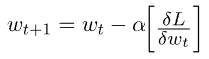 $w_{t+1} = w_t - \alpha \left[ \frac{\delta L}{\delta w_t} \right]$